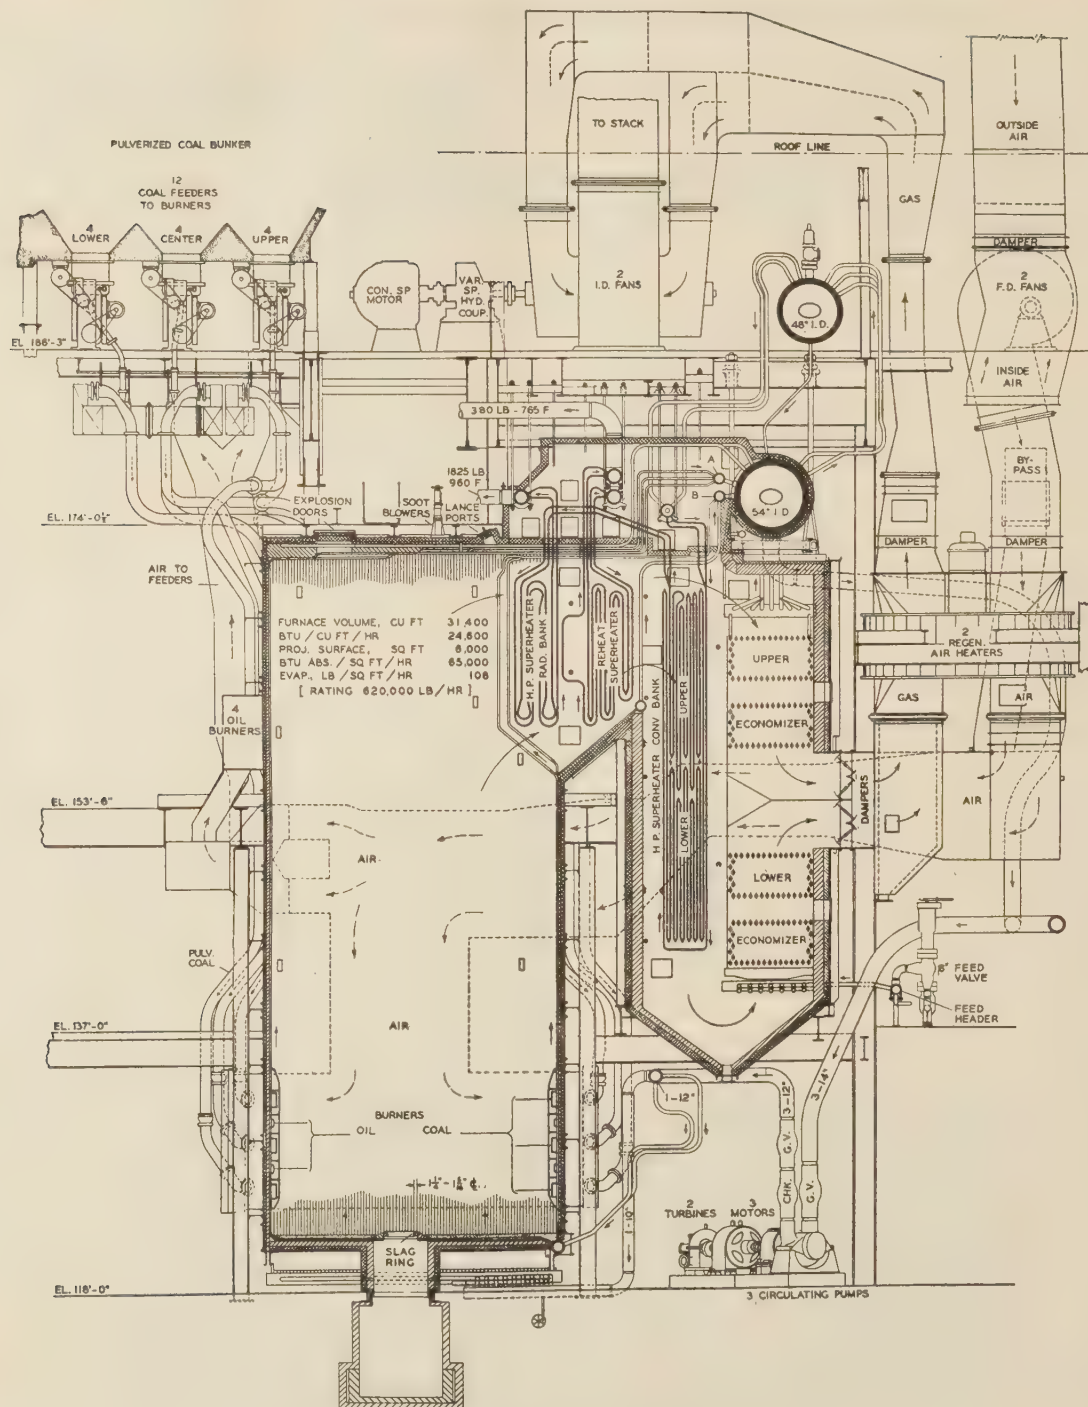 PULVERIZED COAL BUNKER
12
COAL FEEDERS
TO BURNERS
4
LOWER
4
CENTER
4
UPPER
EL 186'-3"
CON. SP
MOTOR
VAR.
SP.
HYD.
COUP.
TO STACK
2
I.D. FANS
ROOF LINE
GAS
OUTSIDE
AIR
DAMPER
2
F.D. FANS
INSIDE
AIR
BY-
PASS
48" I.D.
380 LB - 765 F
1825 LB
960 F
A
B
54" I D
EXPLOSION
DOORS
SOOT
BLOWERS
LANCE
PORTS
EL. 174'-0½"
AIR TO
FEEDERS
DAMPER
DAMPER
FURNACE VOLUME, CU FT 31,400
BTU / CU FT / HR 24,600
PROJ. SURFACE, SQ FT 6,000
BTU ABS. / SQ FT / HR 65,000
EVAP., LB / SQ FT / HR 106
[ RATING 620,000 LB / HR ]
H.P. SUPERHEATER
RAD. BANK
REHEAT
SUPERHEATER
H.P. SUPERHEATER CONV BANK
UPPER
LOWER
UPPER
ECONOMIZER
LOWER
ECONOMIZER
2
REGEN.
AIR HEATERS
GAS
AIR
DAMPERS
AIR
4
OIL
BURNERS
EL. 153'-6"
AIR
PULV.
COAL
6" FEED
VALVE
FEED
HEADER
EL. 137'-0"
AIR
BURNERS
OIL COAL
1-12"
3-12"
3-14"
G.V.
CHK.
G.V.
1-10"
2
TURBINES
3
MOTORS
SLAG
RING
EL. 118'-0"
3 CIRCULATING PUMPS